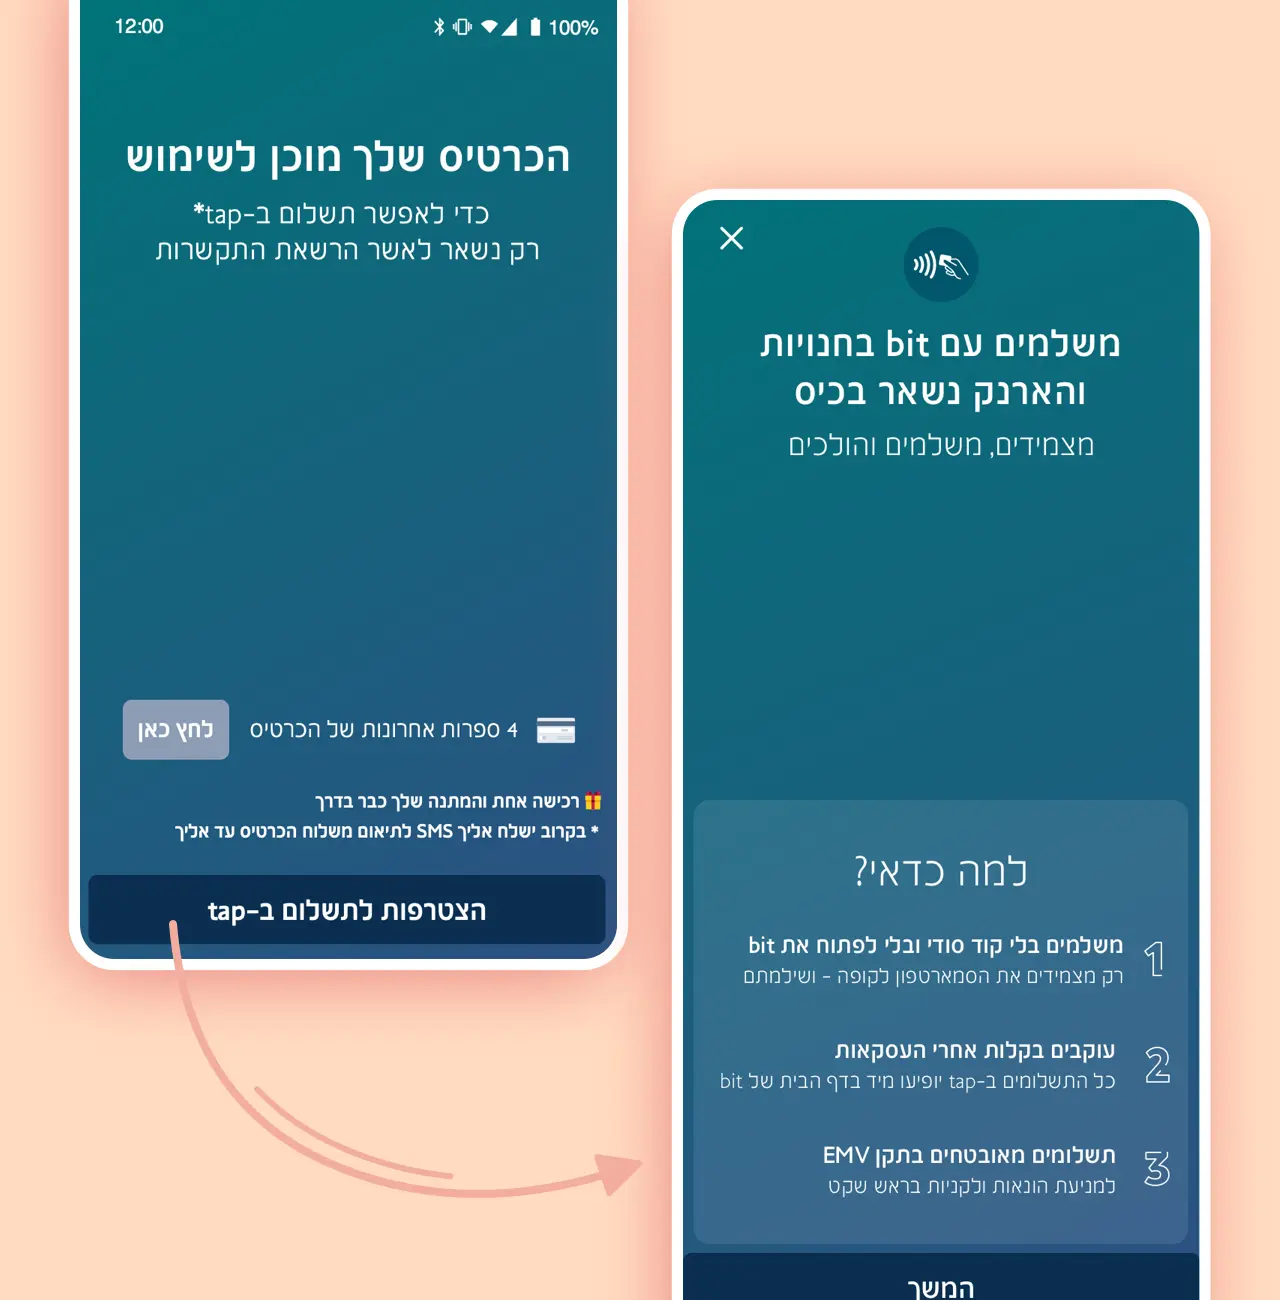 12:00
100%
הכרטיס שלך מוכן לשימוש
כדי לאפשר תשלום ב-tap*
רק נשאר לאשר הרשאת התקשרות
4 ספרות אחרונות של הכרטיס
לחץ כאן
רכישה אחת והמתנה שלך כבר בדרך
* בקרוב ישלח אליך SMS לתיאום משלוח הכרטיס עד אליך
הצטרפות לתשלום ב-tap
משלמים עם bit בחנויות
והארנק נשאר בכיס
מצמידים, משלמים והולכים
למה כדאי?
1
משלמים בלי קוד סודי ובלי לפתוח את bit
רק מצמידים את הסמארטפון לקופה - ושילמתם
2
עוקבים בקלות אחרי העסקאות
כל התשלומים ב-tap יופיעו מיד בדף הבית של bit
3
תשלומים מאובטחים בתקן EMV
למניעת הונאות ולקניות בראש שקט
המשך